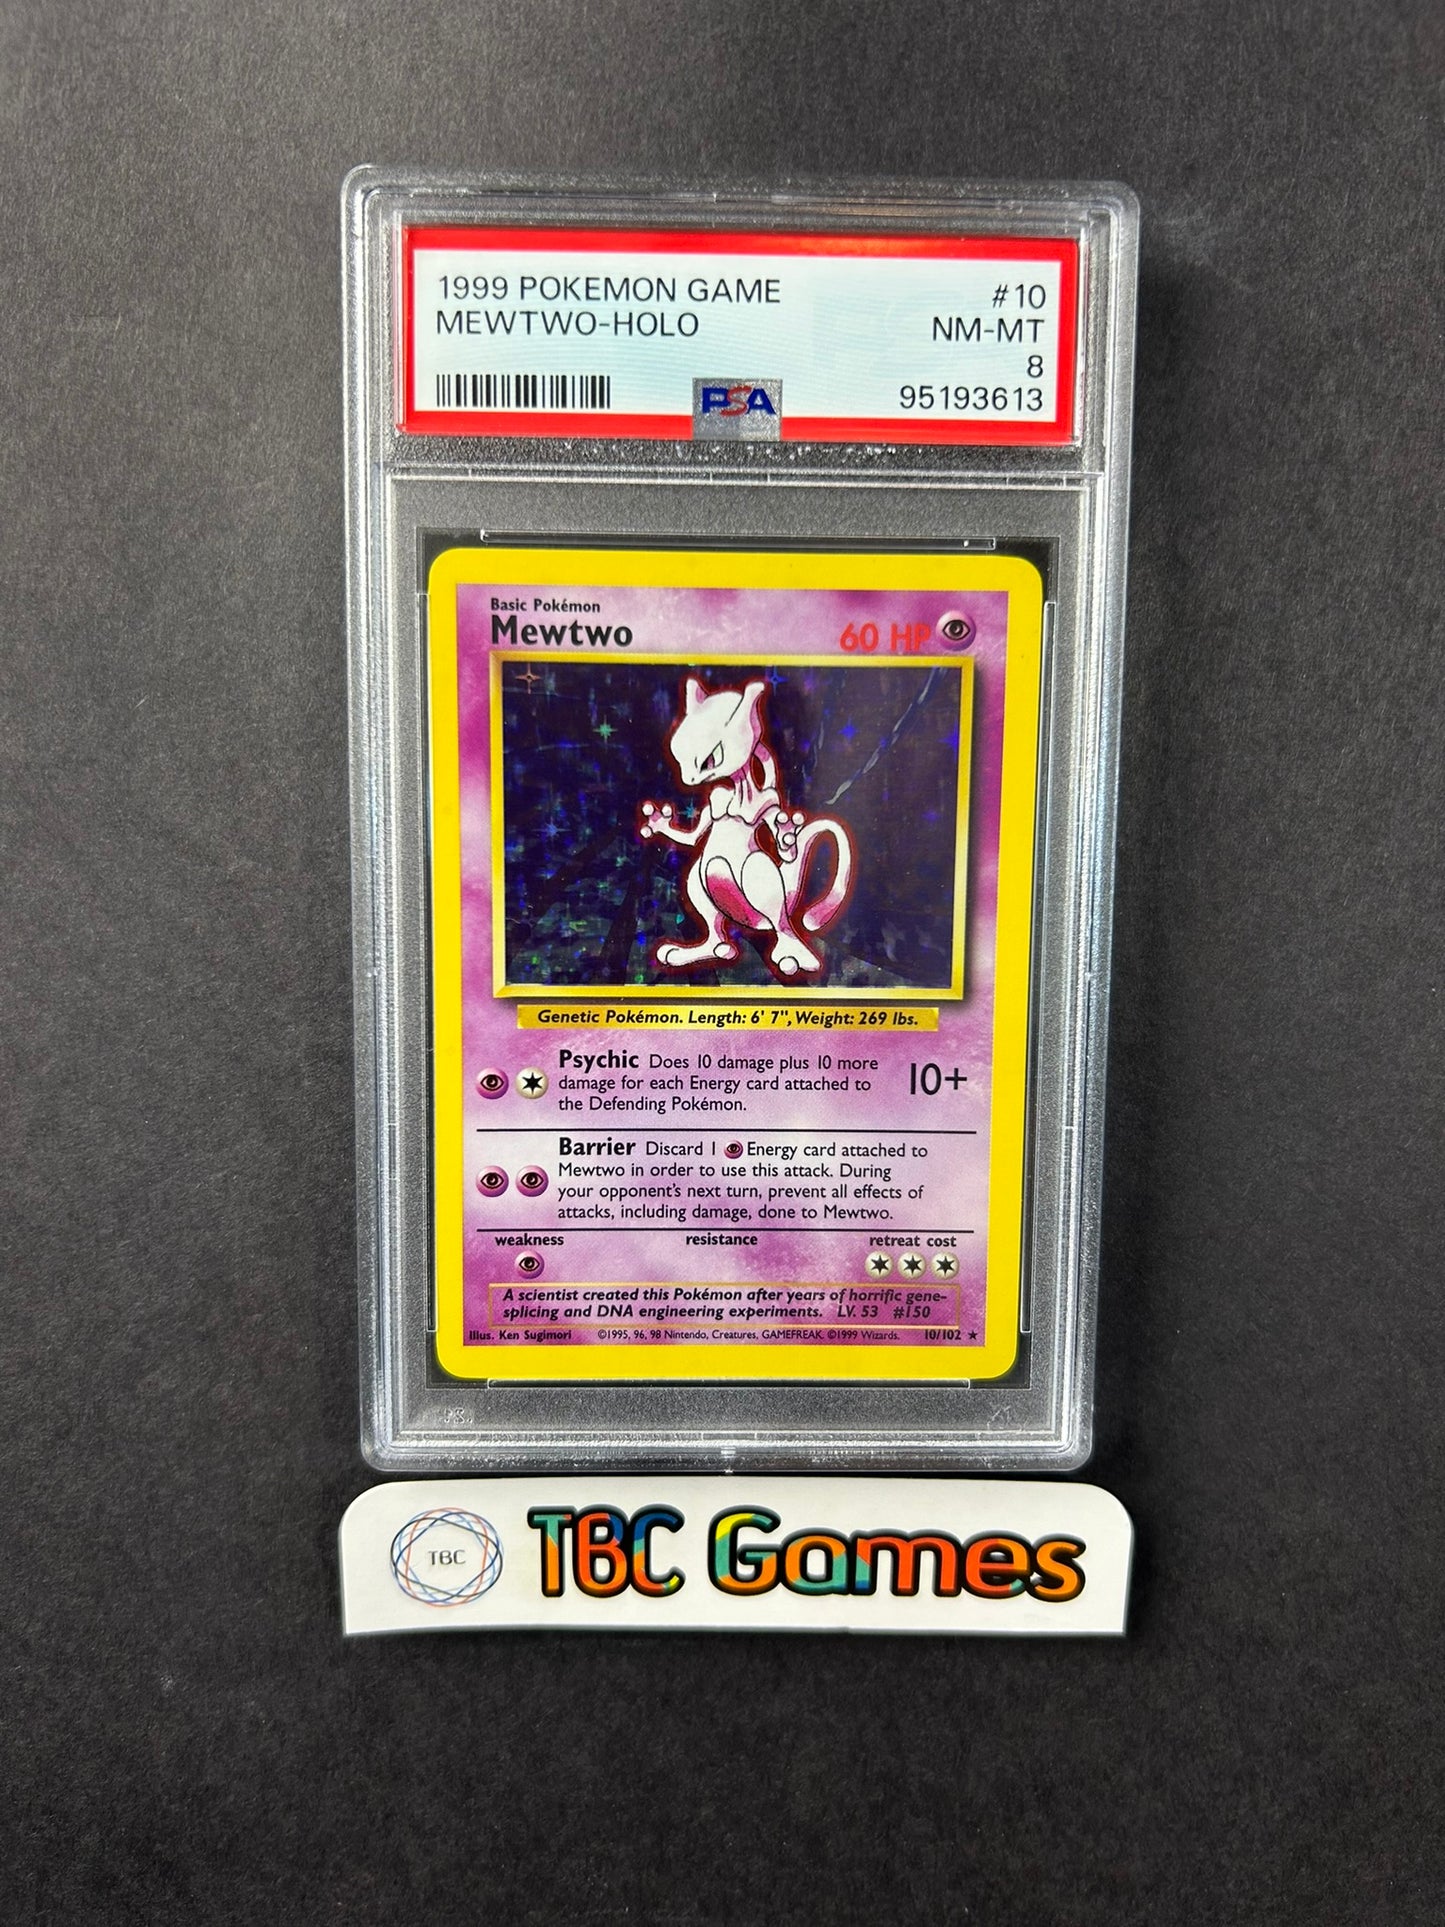 1999 POKEMON GAME #10
MEWTWO-HOLO NM-MT
8
PSA 95193613
Basic Pokémon
Mewtwo 60 HP
Genetic Pokémon. Length: 6' 7", Weight: 269 lbs.
Psychic Does 10 damage plus 10 more
damage for each Energy card attached to
the Defending Pokémon.
10+
Barrier Discard 1 Energy card attached to
Mewtwo in order to use this attack. During
your opponent's next turn, prevent all effects of
attacks, including damage, done to Mewtwo.
weakness resistance retreat cost
A scientist created this Pokémon after years of horrific gene-
splicing and DNA engineering experiments. LV. 53 #150
Illus. Ken Sugimori ©1995, 96, 98 Nintendo, Creatures, GAMEFREAK. ©1999 Wizards. 10/102 ★
TBC TBC Games